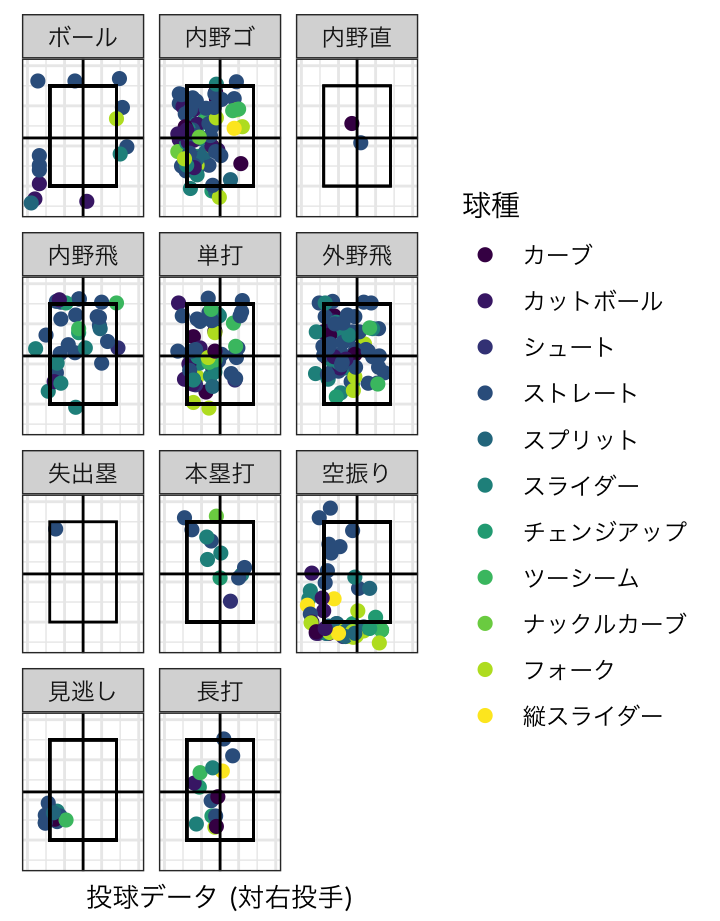 ボール 内野ゴ 内野直
内野飛 単打 外野飛
失出塁 本塁打 空振り
見逃し 長打
球種
カーブ
カットボール
シュート
ストレート
スプリット
スライダー
チェンジアップ
ツーシーム
ナックルカーブ
フォーク
縦スライダー
投球データ (対右投手)